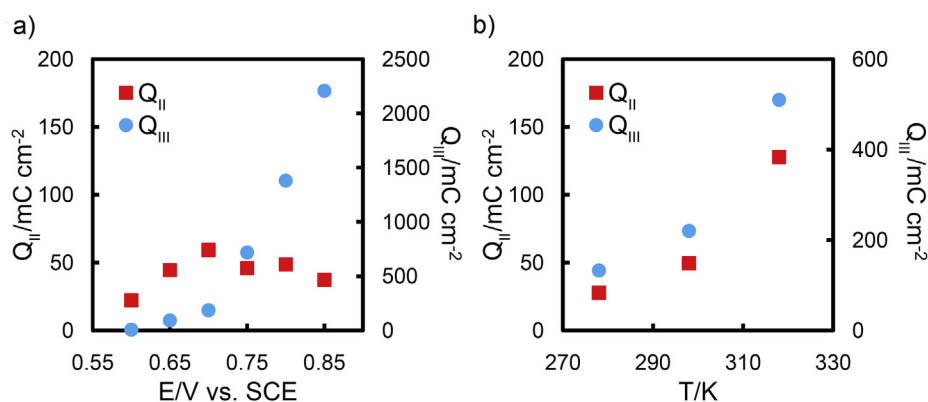 a)
200
150
100
50
0
Q_II/mC cm^-2
Q_II
Q_III
2500
2000
1500
1000
500
0
Q_III/mC cm^-2
0.55 0.65 0.75 0.85
E/V vs. SCE
b)
200
150
100
50
0
Q_II/mC cm^-2
Q_II
Q_III
600
400
200
0
Q_III/mC cm^-2
270 290 310 330
T/K